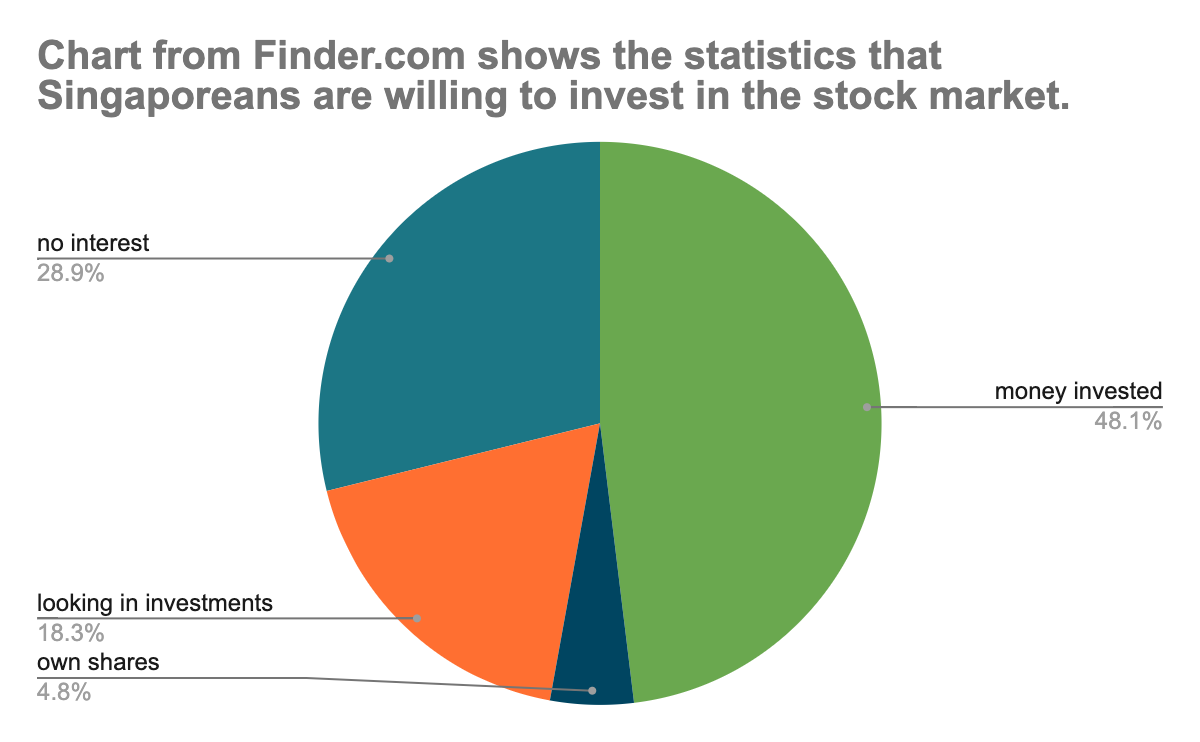 Chart from Finder.com shows the statistics that
Singaporeans are willing to invest in the stock market.
no interest
28.9%
money invested
48.1%
looking in investments
18.3%
own shares
4.8%